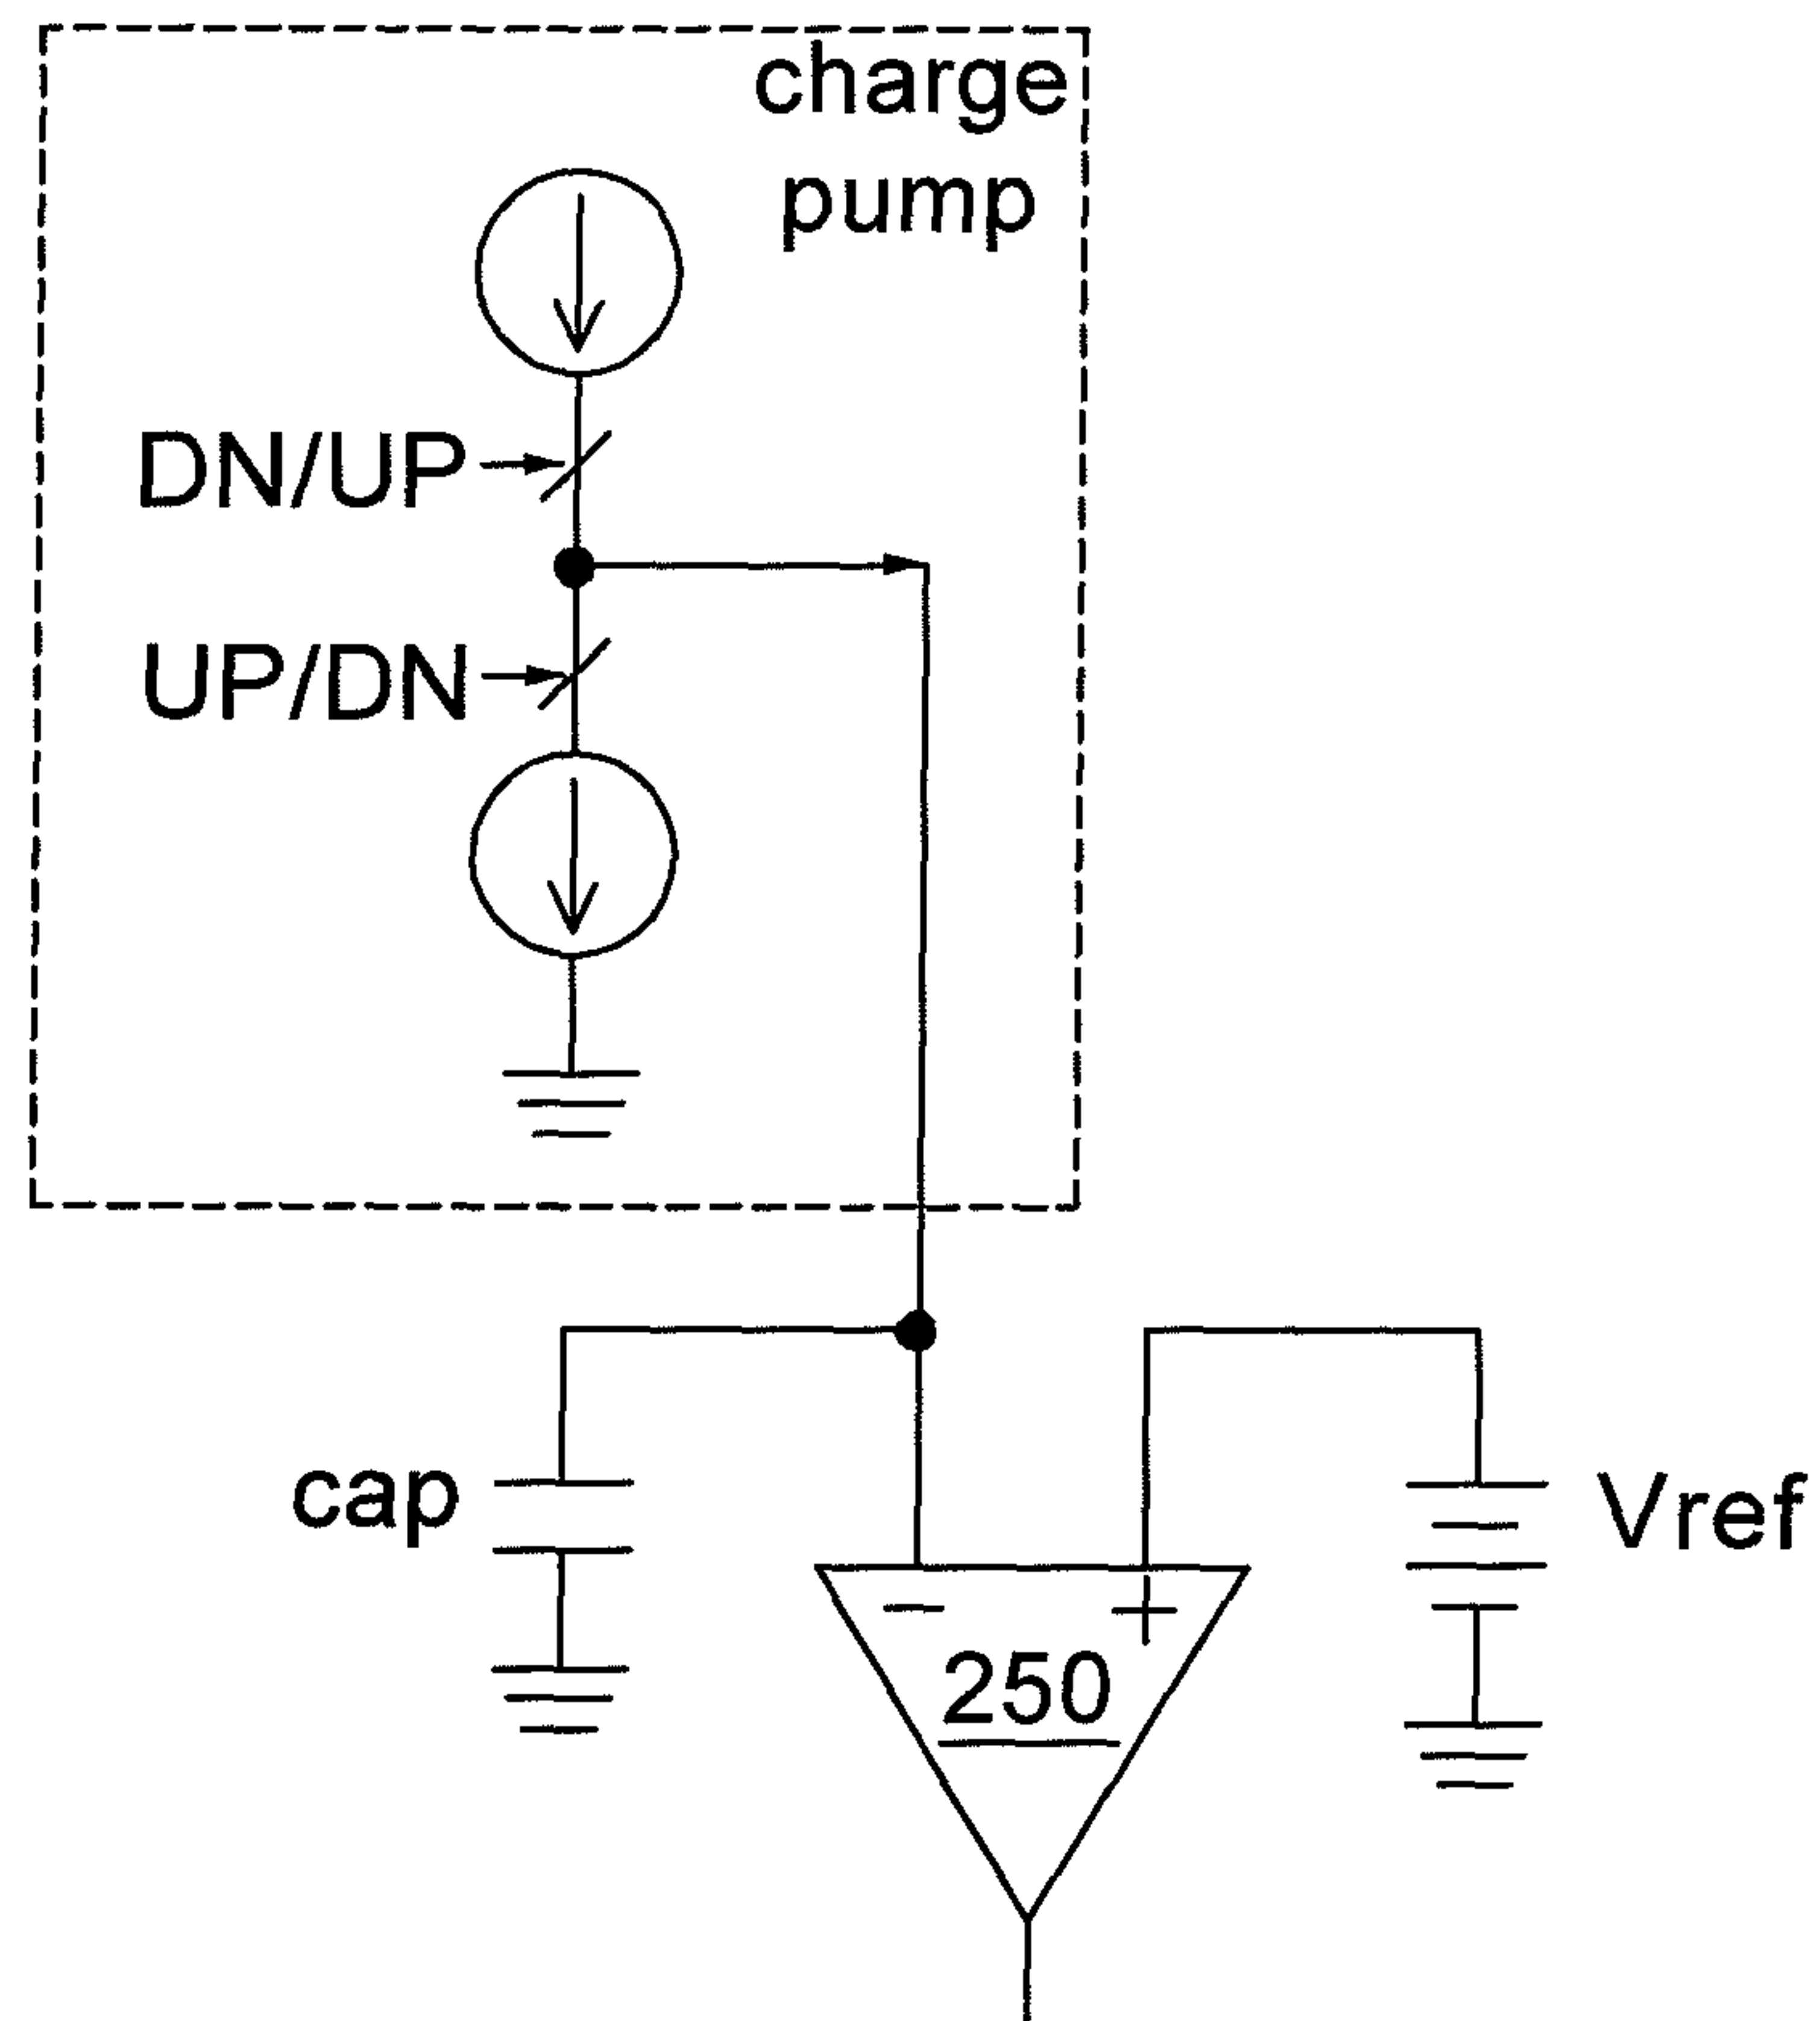 charge
pump
DN/UP
UP/DN
cap
Vref
- +
250